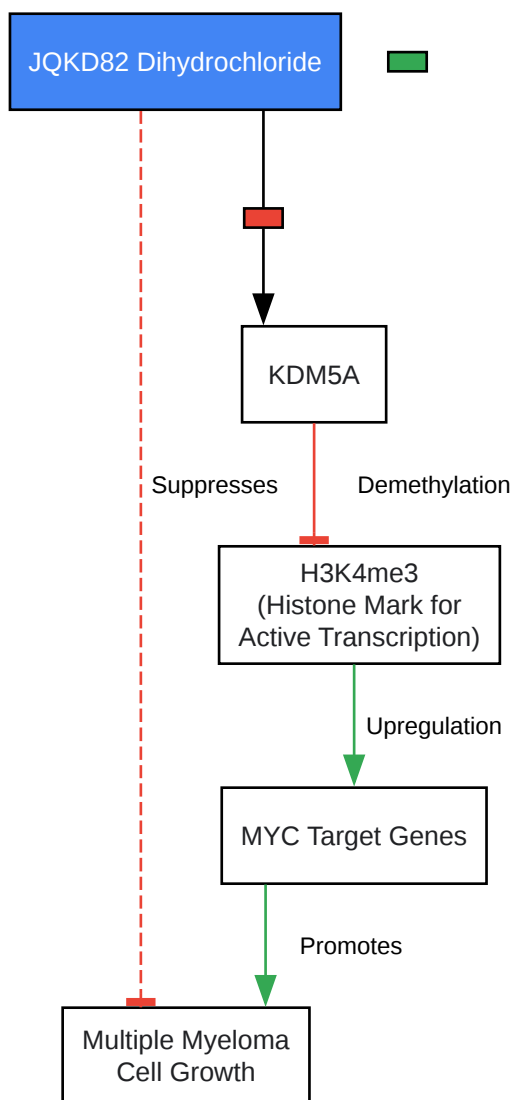 JQKD82 Dihydrochloride
KDM5A
Suppresses
Demethylation
H3K4me3
(Histone Mark for
Active Transcription)
Upregulation
MYC Target Genes
Promotes
Multiple Myeloma
Cell Growth